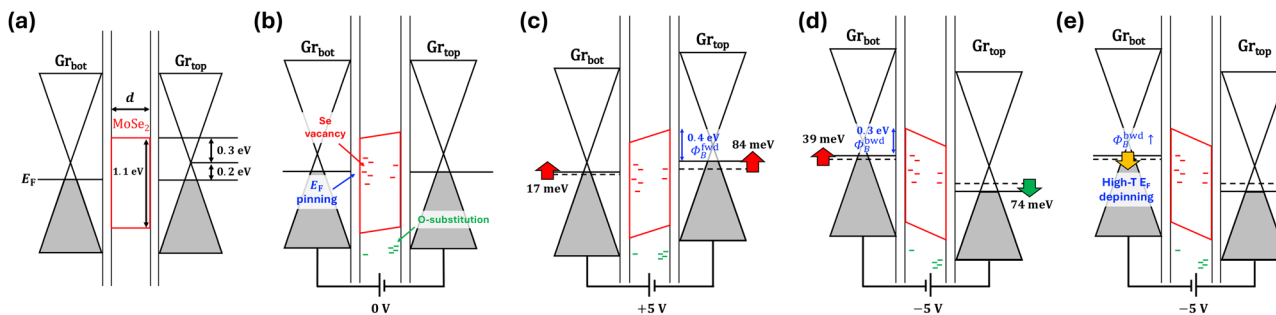 (a)
Gr_bot
Gr_top
d
MoSe₂
1.1 eV
0.3 eV
0.2 eV
E_F
(b)
Gr_bot
Gr_top
Se
vacancy
E_F
pinning
O-substitution
0 V
(c)
Gr_bot
Gr_top
0.4 eV
Φ_B^fwd
84 meV
17 meV
+5 V
(d)
Gr_bot
Gr_top
39 meV
0.3 eV
Φ_B^bwd
74 meV
−5 V
(e)
Gr_bot
Gr_top
Φ_B^bwd ↑
High-T E_F
depinning
−5 V